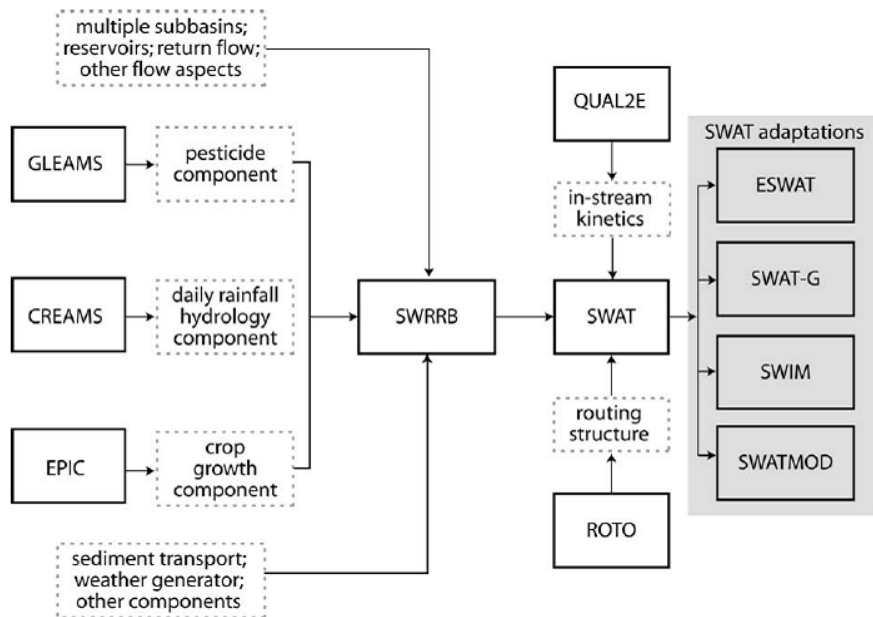 multiple subbasins;
reservoirs; return flow;
other flow aspects
GLEAMS
pesticide
component
CREAMS
daily rainfall
hydrology
component
EPIC
crop
growth
component
sediment transport;
weather generator;
other components
SWRRB
QUAL2E
in-stream
kinetics
SWAT
routing
structure
ROTO
SWAT adaptations
ESWAT
SWAT-G
SWIM
SWATMOD